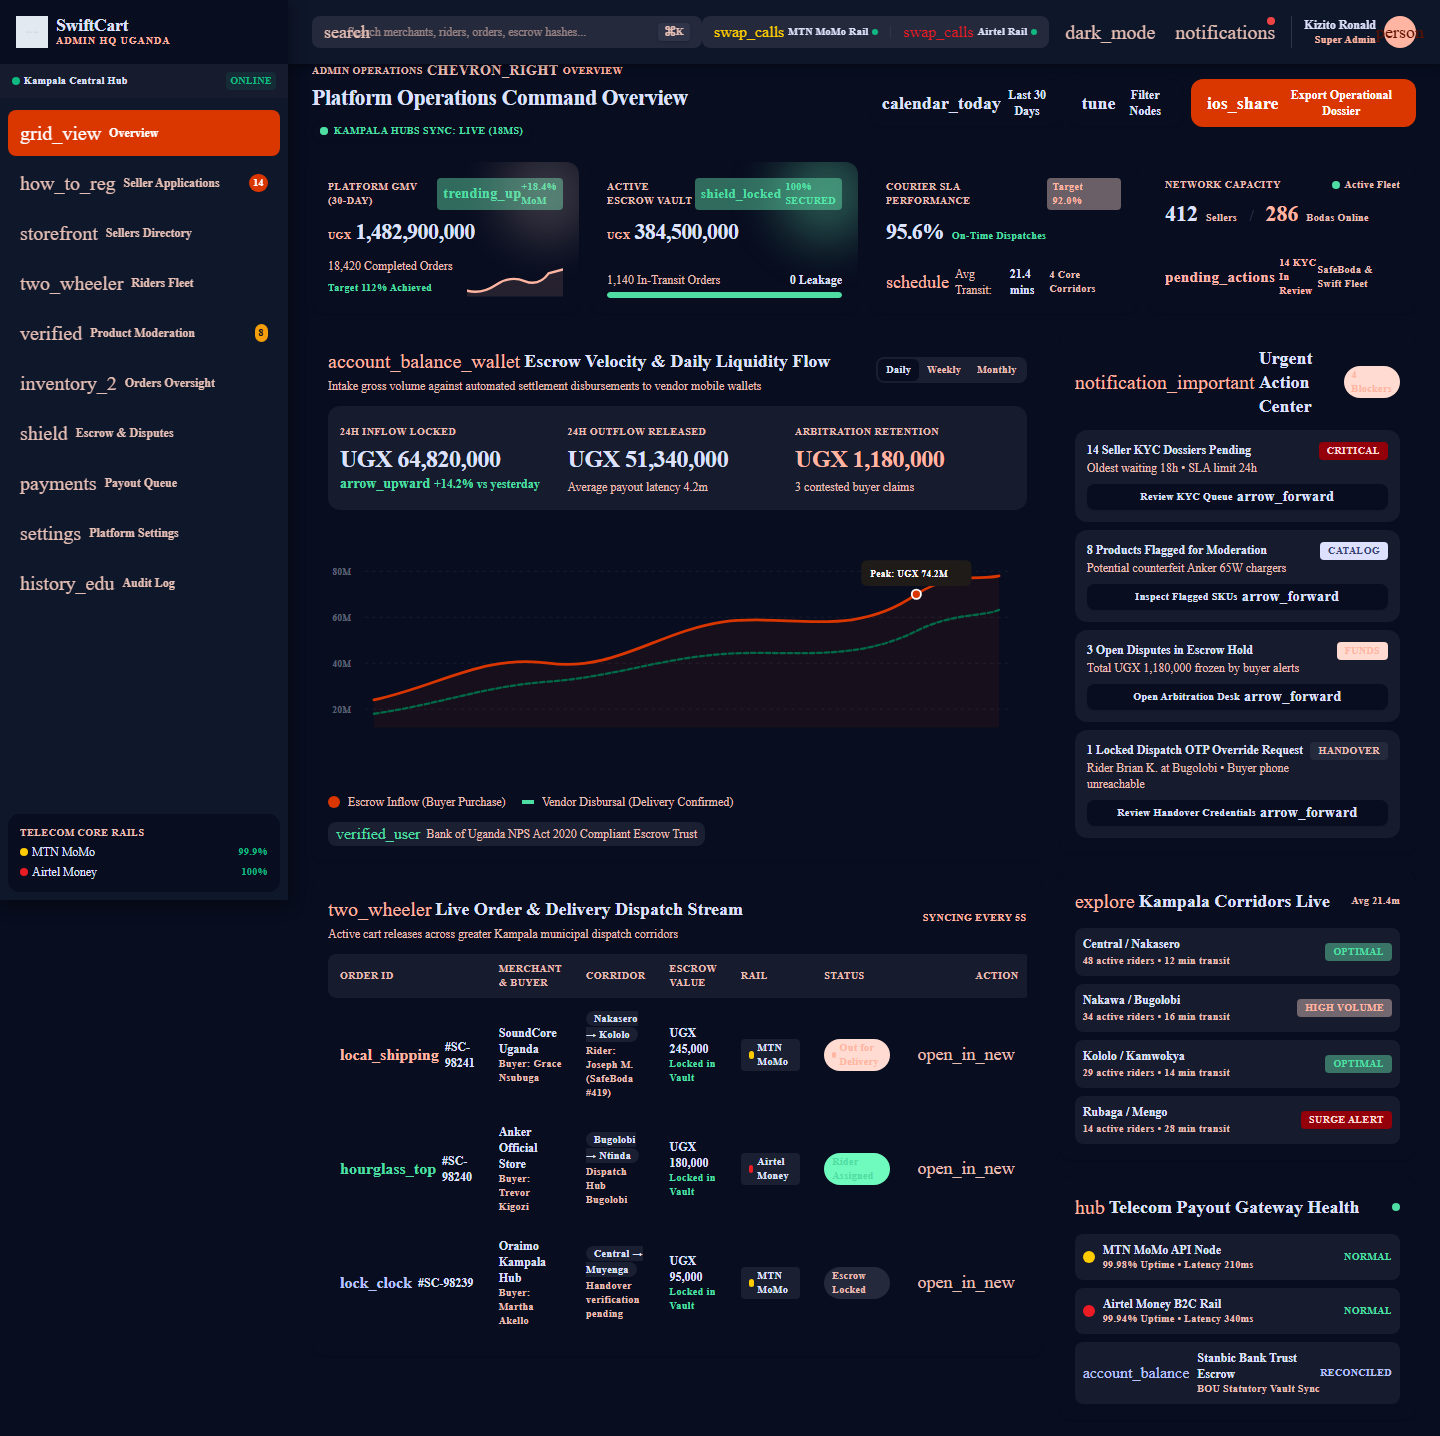 SwiftCart
ADMIN HQ UGANDA
Kampala Central Hub
ONLINE
grid_view Overview
how_to_reg Seller Applications 14
storefront Sellers Directory
two_wheeler Riders Fleet
verified Product Moderation 8
inventory_2 Orders Oversight
shield Escrow & Disputes
payments Payout Queue
settings Platform Settings
history_edu Audit Log
TELECOM CORE RAILS
MTN MoMo 99.9%
Airtel Money 100%
search merchants, riders, orders, escrow hashes... ⌘K
swap_calls MTN MoMo Rail
swap_calls Airtel Rail
dark_mode
notifications
Kizito Ronald
Super Admin
person
ADMIN OPERATIONS CHEVRON_RIGHT OVERVIEW
Platform Operations Command Overview
KAMPALA HUBS SYNC: LIVE (18MS)
calendar_today Last 30 Days
tune Filter Nodes
ios_share Export Operational Dossier
PLATFORM GMV (30-DAY)
trending_up +18.4% MoM
UGX 1,482,900,000
18,420 Completed Orders
Target 112% Achieved
ACTIVE ESCROW VAULT
shield_locked 100% SECURED
UGX 384,500,000
1,140 In-Transit Orders
0 Leakage
COURIER SLA PERFORMANCE
Target 92.0%
95.6% On-Time Dispatches
schedule Avg Transit: 21.4 mins
4 Core Corridors
NETWORK CAPACITY
Active Fleet
412 Sellers / 286 Bodas Online
pending_actions 14 KYC In Review
SafeBoda & Swift Fleet
account_balance_wallet Escrow Velocity & Daily Liquidity Flow
Intake gross volume against automated settlement disbursements to vendor mobile wallets
Daily Weekly Monthly
24H INFLOW LOCKED
UGX 64,820,000
arrow_upward +14.2% vs yesterday
24H OUTFLOW RELEASED
UGX 51,340,000
Average payout latency 4.2m
ARBITRATION RETENTION
UGX 1,180,000
3 contested buyer claims
80M
60M
40M
20M
Peak: UGX 74.2M
Escrow Inflow (Buyer Purchase)
Vendor Disbursal (Delivery Confirmed)
verified_user Bank of Uganda NPS Act 2020 Compliant Escrow Trust
notification_important Urgent Action Center
4 Blockers
14 Seller KYC Dossiers Pending
CRITICAL
Oldest waiting 18h • SLA limit 24h
Review KYC Queue arrow_forward
8 Products Flagged for Moderation
CATALOG
Potential counterfeit Anker 65W chargers
Inspect Flagged SKUs arrow_forward
3 Open Disputes in Escrow Hold
FUNDS
Total UGX 1,180,000 frozen by buyer alerts
Open Arbitration Desk arrow_forward
1 Locked Dispatch OTP Override Request
HANDOVER
Rider Brian K. at Bugolobi • Buyer phone
unreachable
Review Handover Credentials arrow_forward
two_wheeler Live Order & Delivery Dispatch Stream
Active cart releases across greater Kampala municipal dispatch corridors
SYNCING EVERY 5S
ORDER ID
MERCHANT & BUYER
CORRIDOR
ESCROW VALUE
RAIL
STATUS
ACTION
local_shipping #SC-98241
SoundCore Uganda
Buyer: Grace Nsubuga
Nakasero → Kololo
Rider: Joseph M. (SafeBoda #419)
UGX 245,000
Locked in Vault
MTN MoMo
Out for Delivery
open_in_new
hourglass_top #SC-98240
Anker Official Store
Buyer: Trevor Kigozi
Bugolobi → Ntinda
Dispatch Hub Bugolobi
UGX 180,000
Locked in Vault
Airtel Money
Rider Assigned
open_in_new
lock_clock #SC-98239
Oraimo Kampala Hub
Buyer: Martha Akello
Central → Muyenga
Handover verification pending
UGX 95,000
Locked in Vault
MTN MoMo
Escrow Locked
open_in_new
explore Kampala Corridors Live
Avg 21.4m
Central / Nakasero
48 active riders • 12 min transit
OPTIMAL
Nakawa / Bugolobi
34 active riders • 16 min transit
HIGH VOLUME
Kololo / Kamwokya
29 active riders • 14 min transit
OPTIMAL
Rubaga / Mengo
14 active riders • 28 min transit
SURGE ALERT
hub Telecom Payout Gateway Health
MTN MoMo API Node
99.98% Uptime • Latency 210ms
NORMAL
Airtel Money B2C Rail
99.94% Uptime • Latency 340ms
NORMAL
account_balance Stanbic Bank Trust Escrow
BOU Statutory Vault Sync
RECONCILED